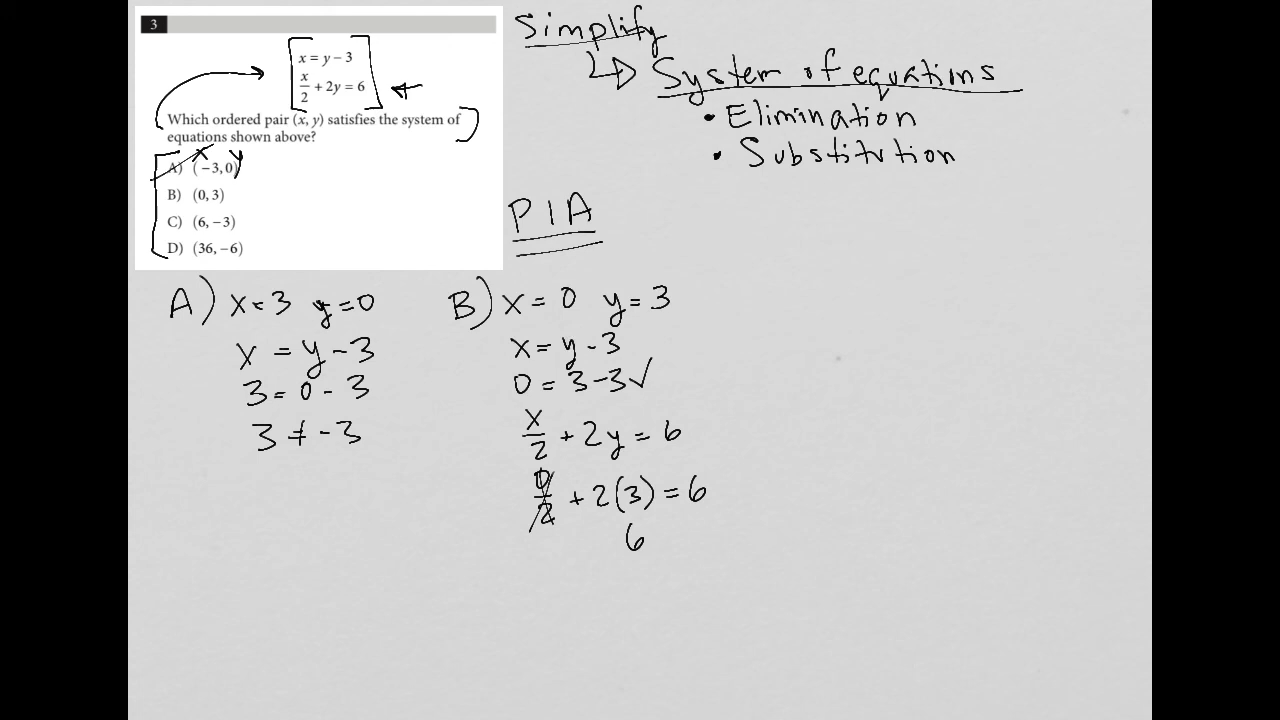 3
x = y − 3
x/2 + 2y = 6
Which ordered pair (x, y) satisfies the system of
equations shown above?
x y
A) (−3, 0)
B) (0, 3)
C) (6, −3)
D) (36, −6)
Simplify
System of equations
• Elimination
• Substitution
PIA
A) x = 3 y = 0
x = y − 3
3 = 0 − 3
3 ≠ −3
B) x = 0 y = 3
x = y − 3
0 = 3 − 3 ✓
x/2 + 2y = 6
0/2 + 2(3) = 6
6